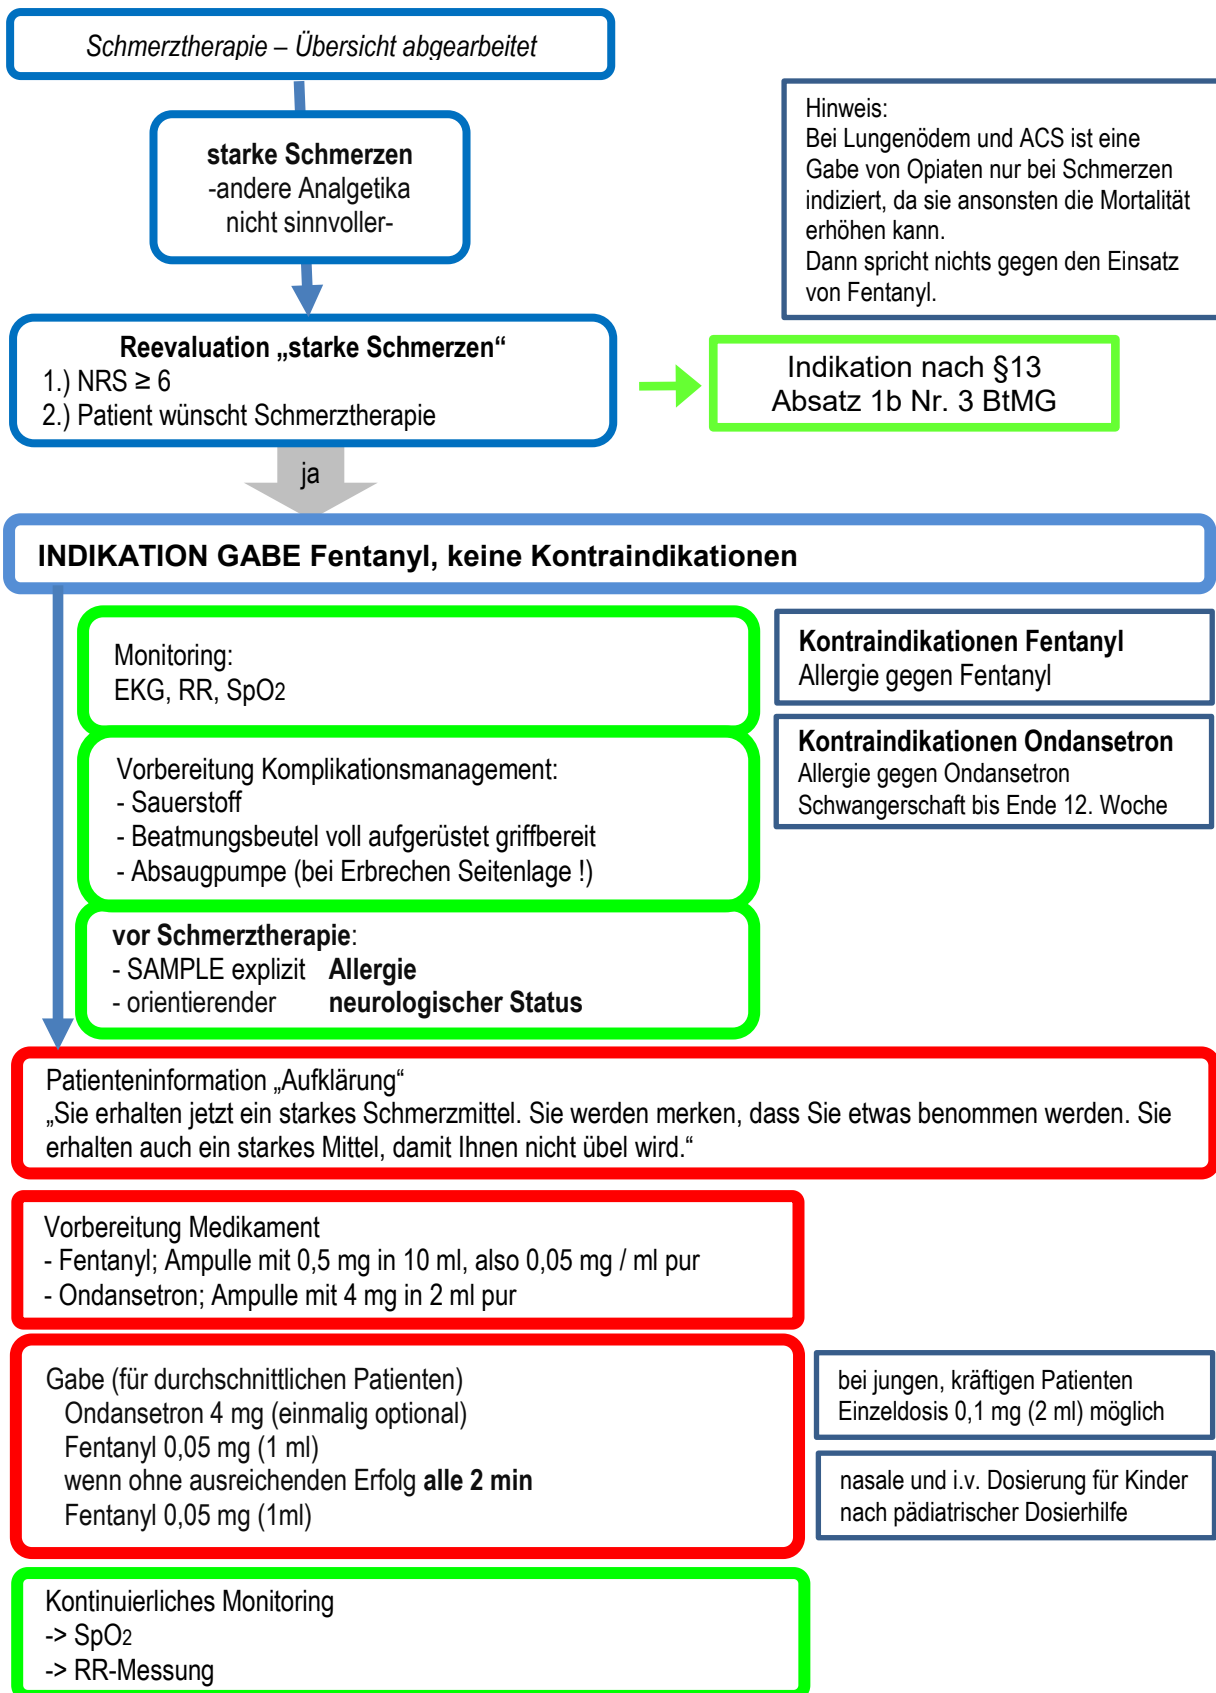 Schmerztherapie – Übersicht abgearbeitet
starke Schmerzen
-andere Analgetika
nicht sinnvoller-
Hinweis:
Bei Lungenödem und ACS ist eine
Gabe von Opiaten nur bei Schmerzen
indiziert, da sie ansonsten die Mortalität
erhöhen kann.
Dann spricht nichts gegen den Einsatz
von Fentanyl.
Reevaluation „starke Schmerzen“
1.) NRS ≥ 6
2.) Patient wünscht Schmerztherapie
Indikation nach §13
Absatz 1b Nr. 3 BtMG
ja
INDIKATION GABE Fentanyl, keine Kontraindikationen
Monitoring:
EKG, RR, SpO2
Kontraindikationen Fentanyl
Allergie gegen Fentanyl
Kontraindikationen Ondansetron
Allergie gegen Ondansetron
Schwangerschaft bis Ende 12. Woche
Vorbereitung Komplikationsmanagement:
- Sauerstoff
- Beatmungsbeutel voll aufgerüstet griffbereit
- Absaugpumpe (bei Erbrechen Seitenlage !)
vor Schmerztherapie:
- SAMPLE explizit Allergie
- orientierender neurologischer Status
Patienteninformation „Aufklärung“
„Sie erhalten jetzt ein starkes Schmerzmittel. Sie werden merken, dass Sie etwas benommen werden. Sie
erhalten auch ein starkes Mittel, damit Ihnen nicht übel wird.“
Vorbereitung Medikament
- Fentanyl; Ampulle mit 0,5 mg in 10 ml, also 0,05 mg / ml pur
- Ondansetron; Ampulle mit 4 mg in 2 ml pur
Gabe (für durchschnittlichen Patienten)
Ondansetron 4 mg (einmalig optional)
Fentanyl 0,05 mg (1 ml)
wenn ohne ausreichenden Erfolg alle 2 min
Fentanyl 0,05 mg (1ml)
bei jungen, kräftigen Patienten
Einzeldosis 0,1 mg (2 ml) möglich
nasale und i.v. Dosierung für Kinder
nach pädiatrischer Dosierhilfe
Kontinuierliches Monitoring
-> SpO2
-> RR-Messung